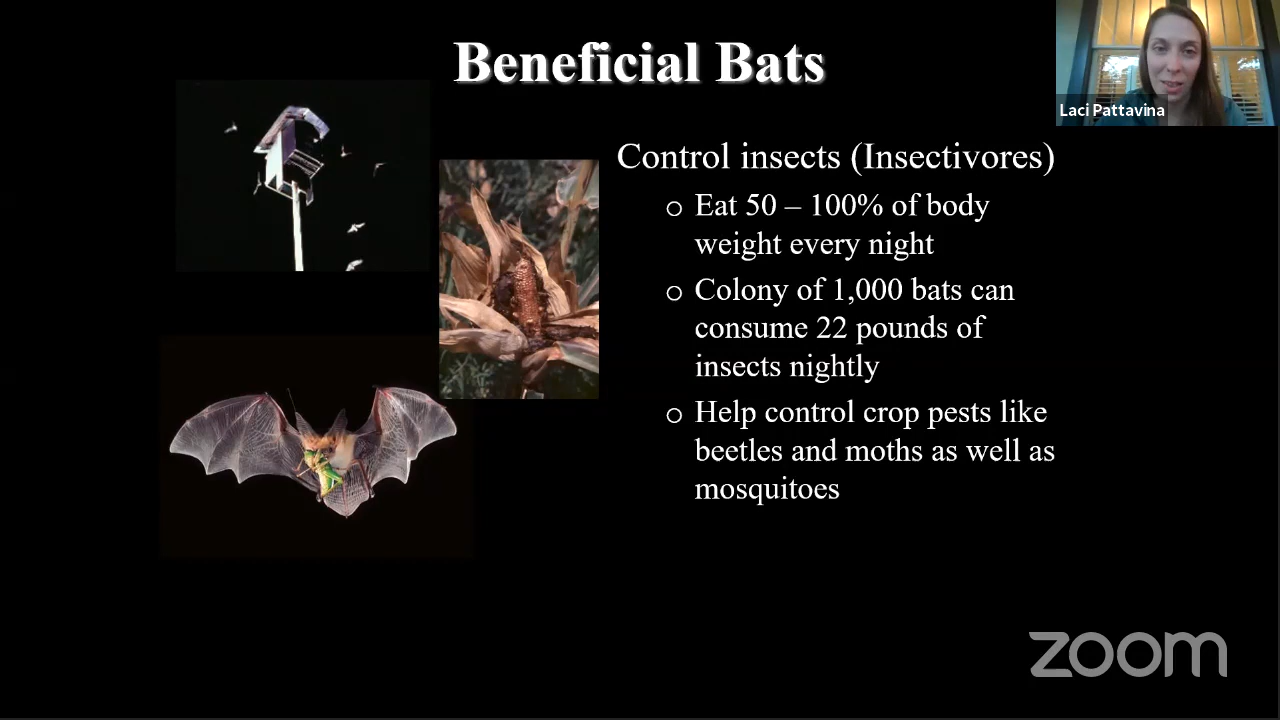 Beneficial Bats
Laci Pattavina
Control insects (Insectivores)
○ Eat 50 – 100% of body
weight every night
○ Colony of 1,000 bats can
consume 22 pounds of
insects nightly
○ Help control crop pests like
beetles and moths as well as
mosquitoes
zoom